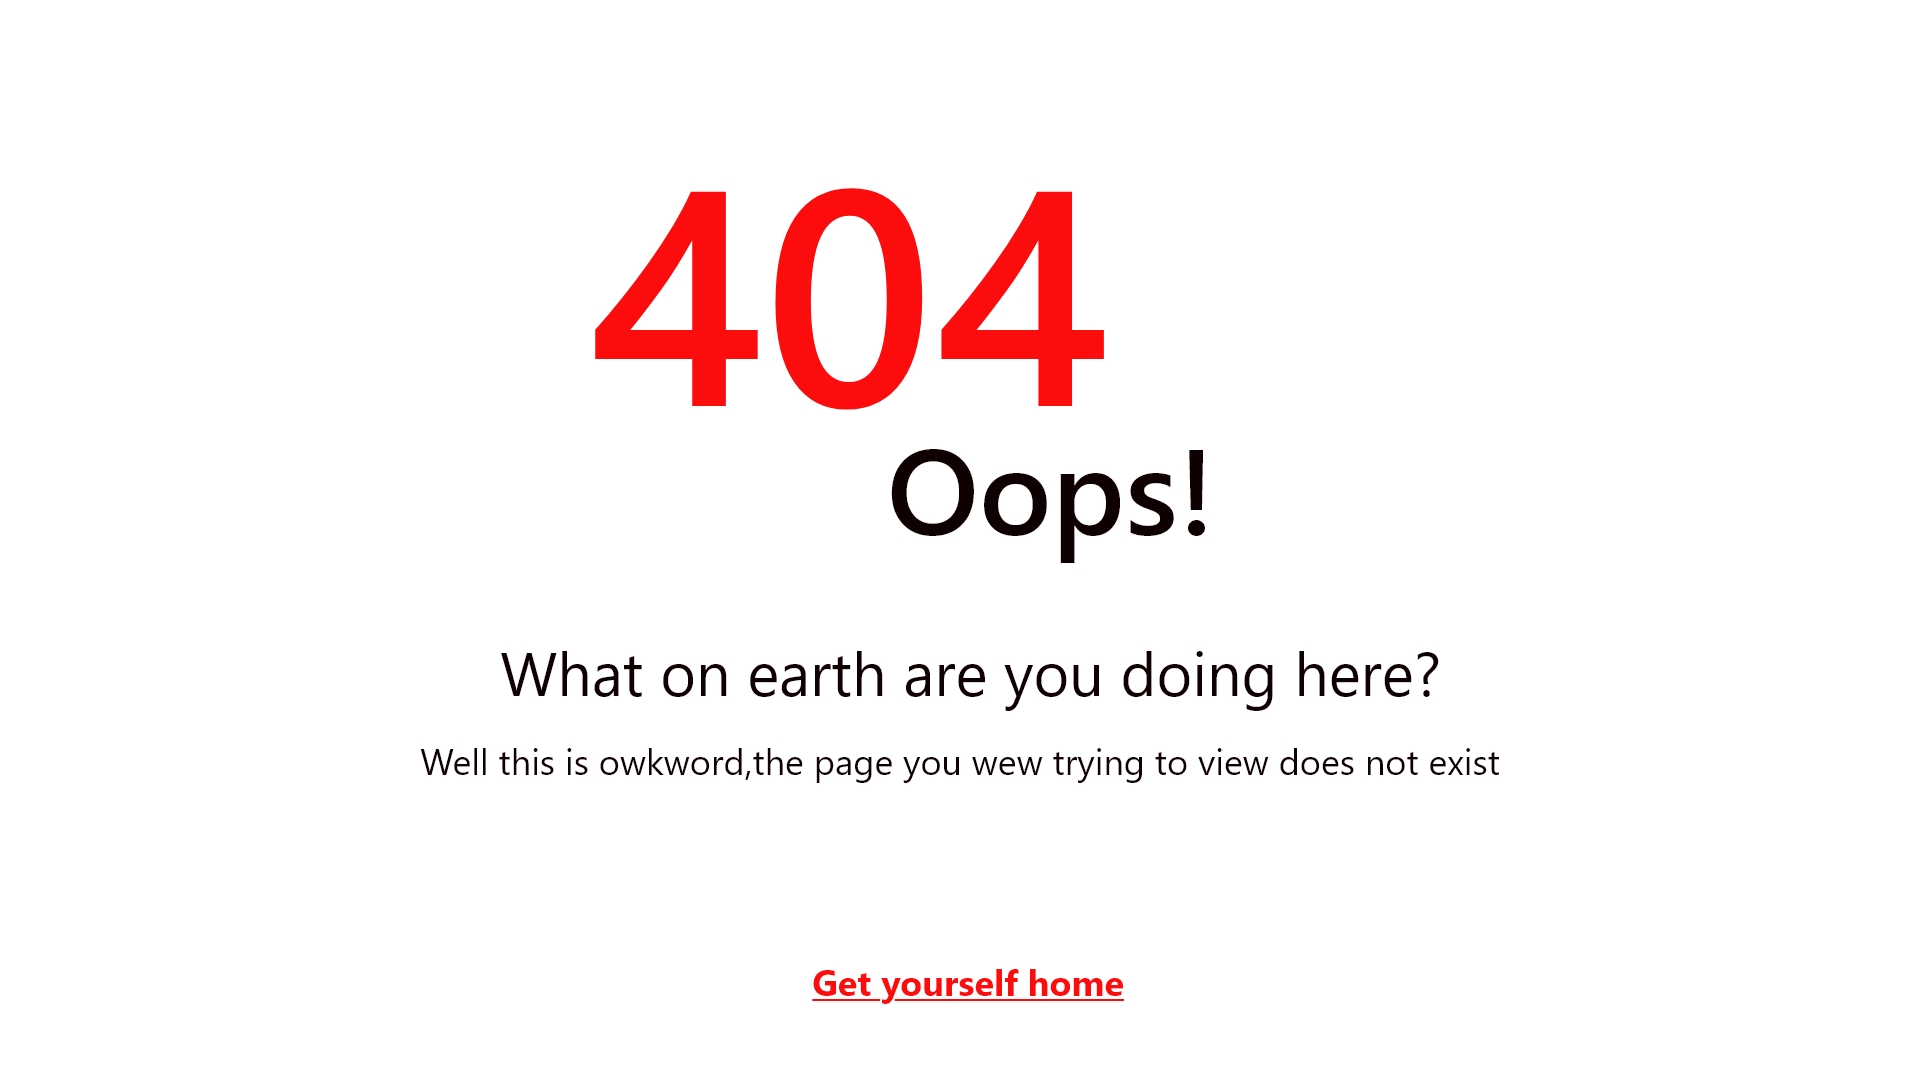 404
Oops!
What on earth are you doing here?
Well this is owkword,the page you wew trying to view does not exist
Get yourself home